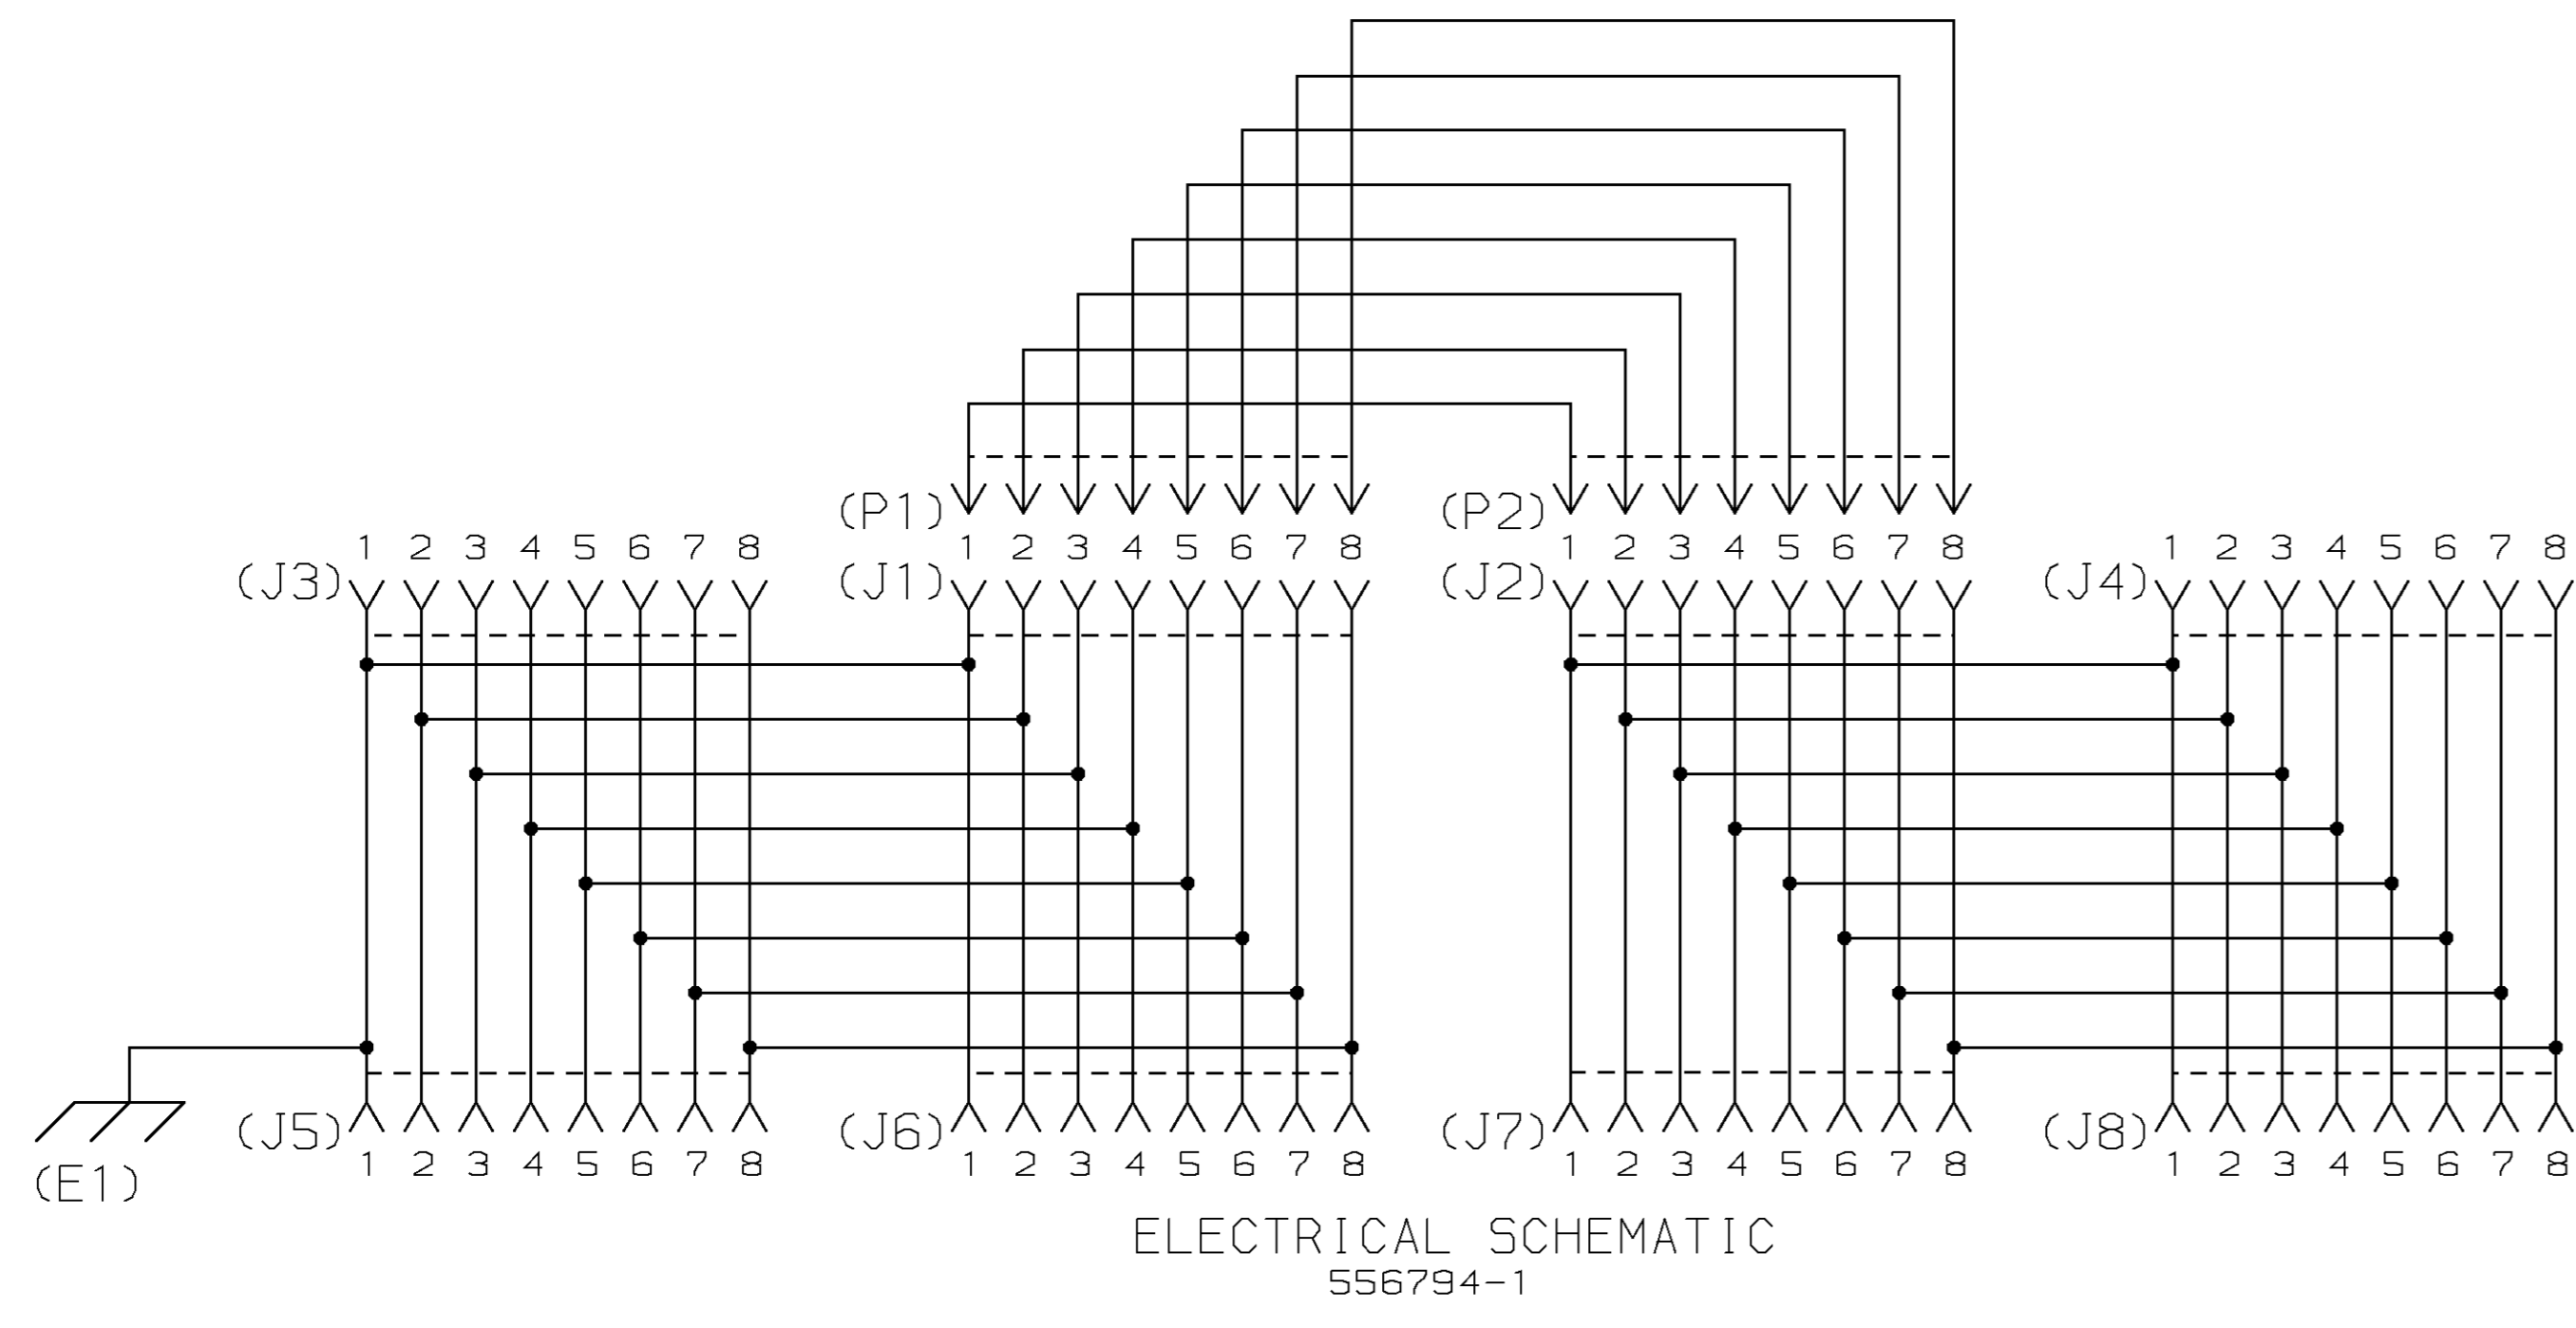 (P1) (P2)
1 2 3 4 5 6 7 8 1 2 3 4 5 6 7 8 1 2 3 4 5 6 7 8 1 2 3 4 5 6 7 8
(J3) (J1) (J2) (J4)
(J5) (J6) (J7) (J8)
1 2 3 4 5 6 7 8 1 2 3 4 5 6 7 8 1 2 3 4 5 6 7 8 1 2 3 4 5 6 7 8
(E1)
ELECTRICAL SCHEMATIC
556794-1